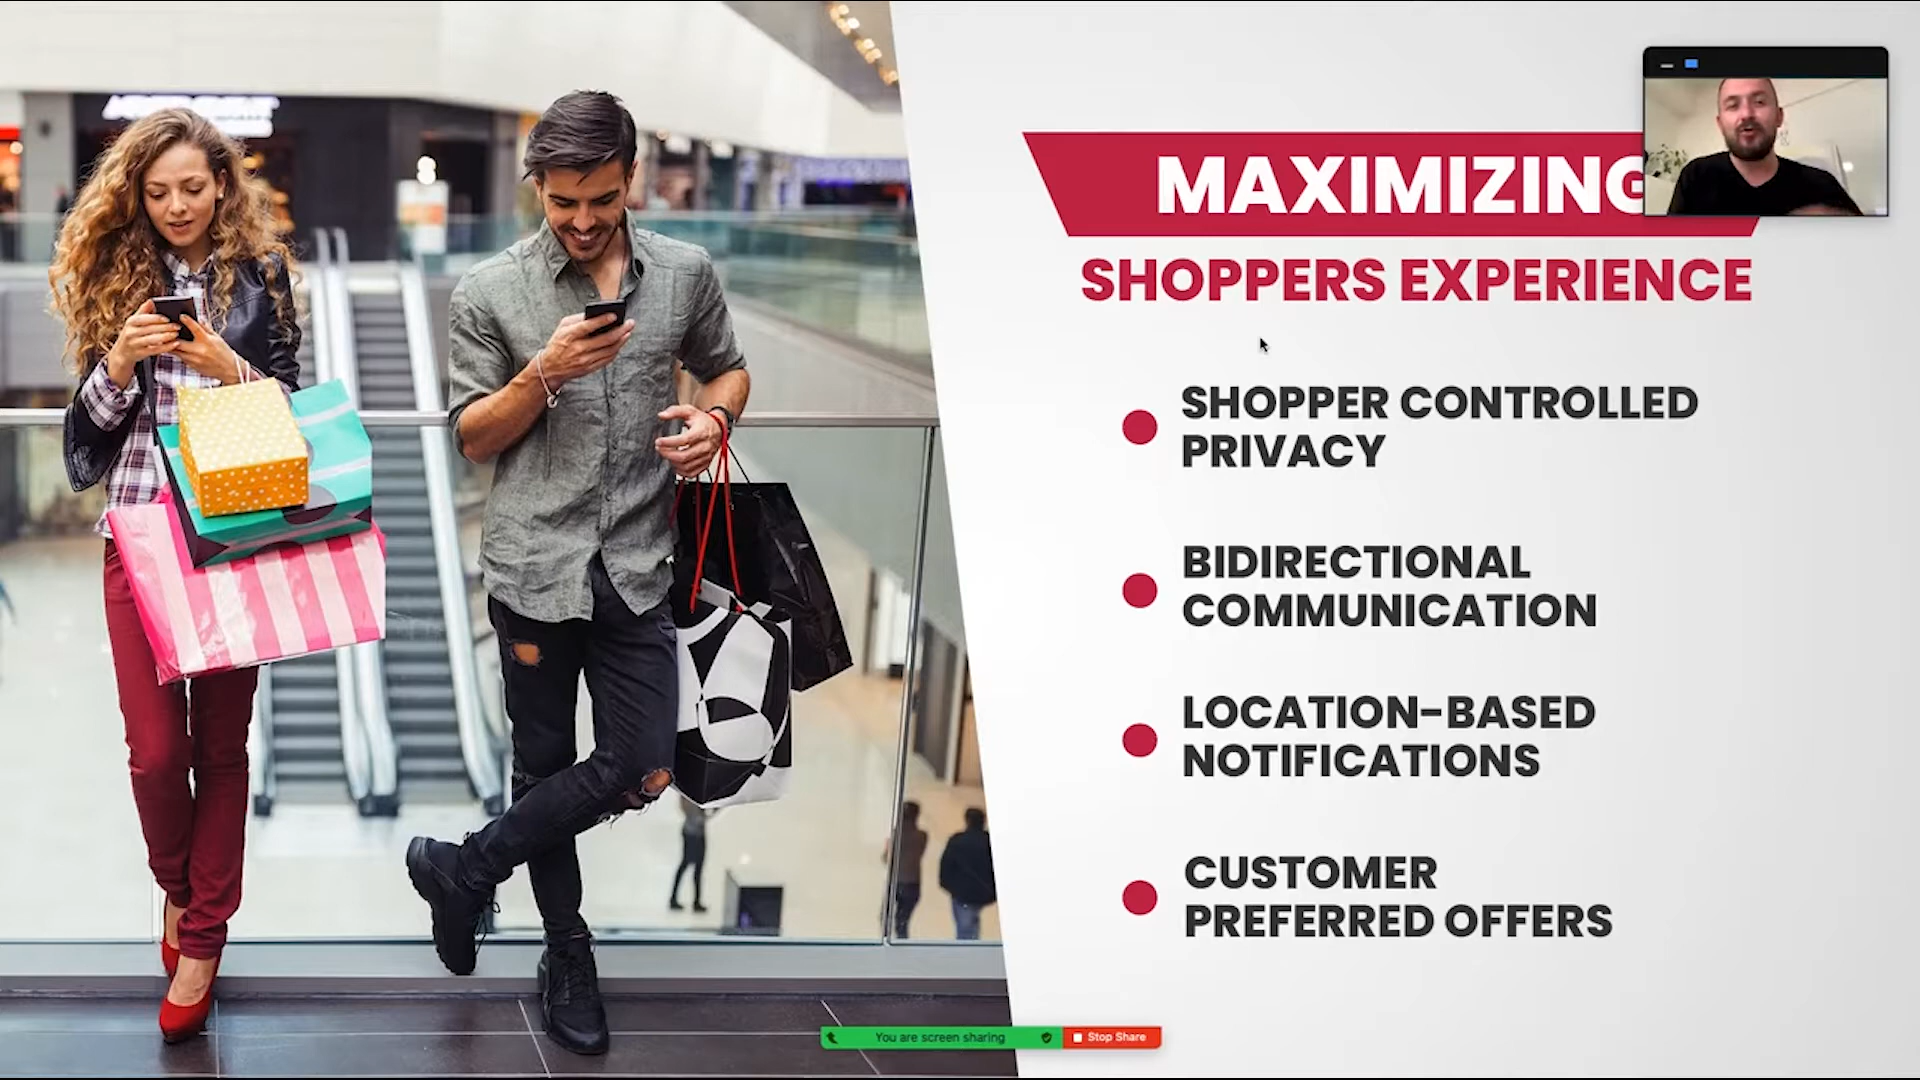 MAXIMIZING
SHOPPERS EXPERIENCE
SHOPPER CONTROLLED
PRIVACY
BIDIRECTIONAL
COMMUNICATION
LOCATION-BASED
NOTIFICATIONS
CUSTOMER
PREFERRED OFFERS
You are screen sharing
Stop Share